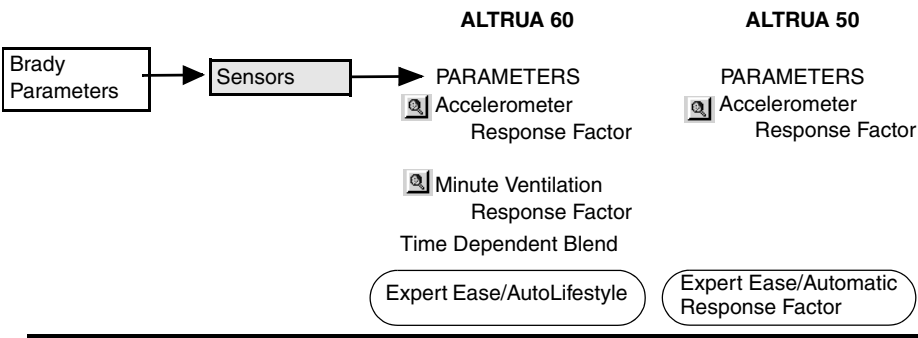 ALTRUA 60
ALTRUA 50
Brady
Parameters
Sensors
PARAMETERS
Accelerometer
Response Factor
Minute Ventilation
Response Factor
Time Dependent Blend
Expert Ease/AutoLifestyle
PARAMETERS
Accelerometer
Response Factor
Expert Ease/Automatic
Response Factor